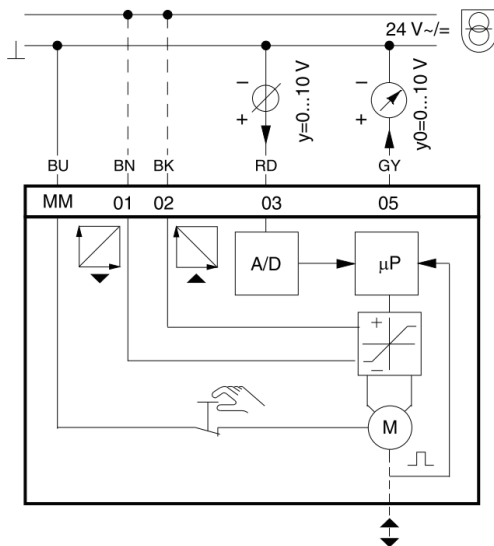 24 V~/=
⊥
−
+
y=0...10 V
−
+
y0=0...10 V
BU BN BK RD GY
MM 01 02 03 05
A/D
µP
+
−
M